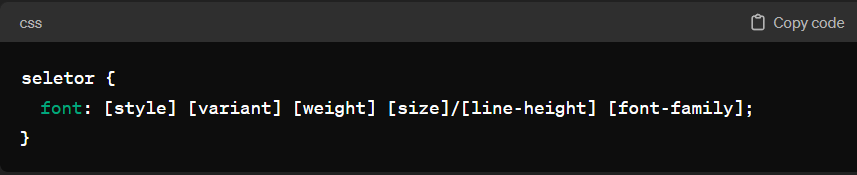 css
Copy code
seletor {
font: [style] [variant] [weight] [size]/[line-height] [font-family];
}